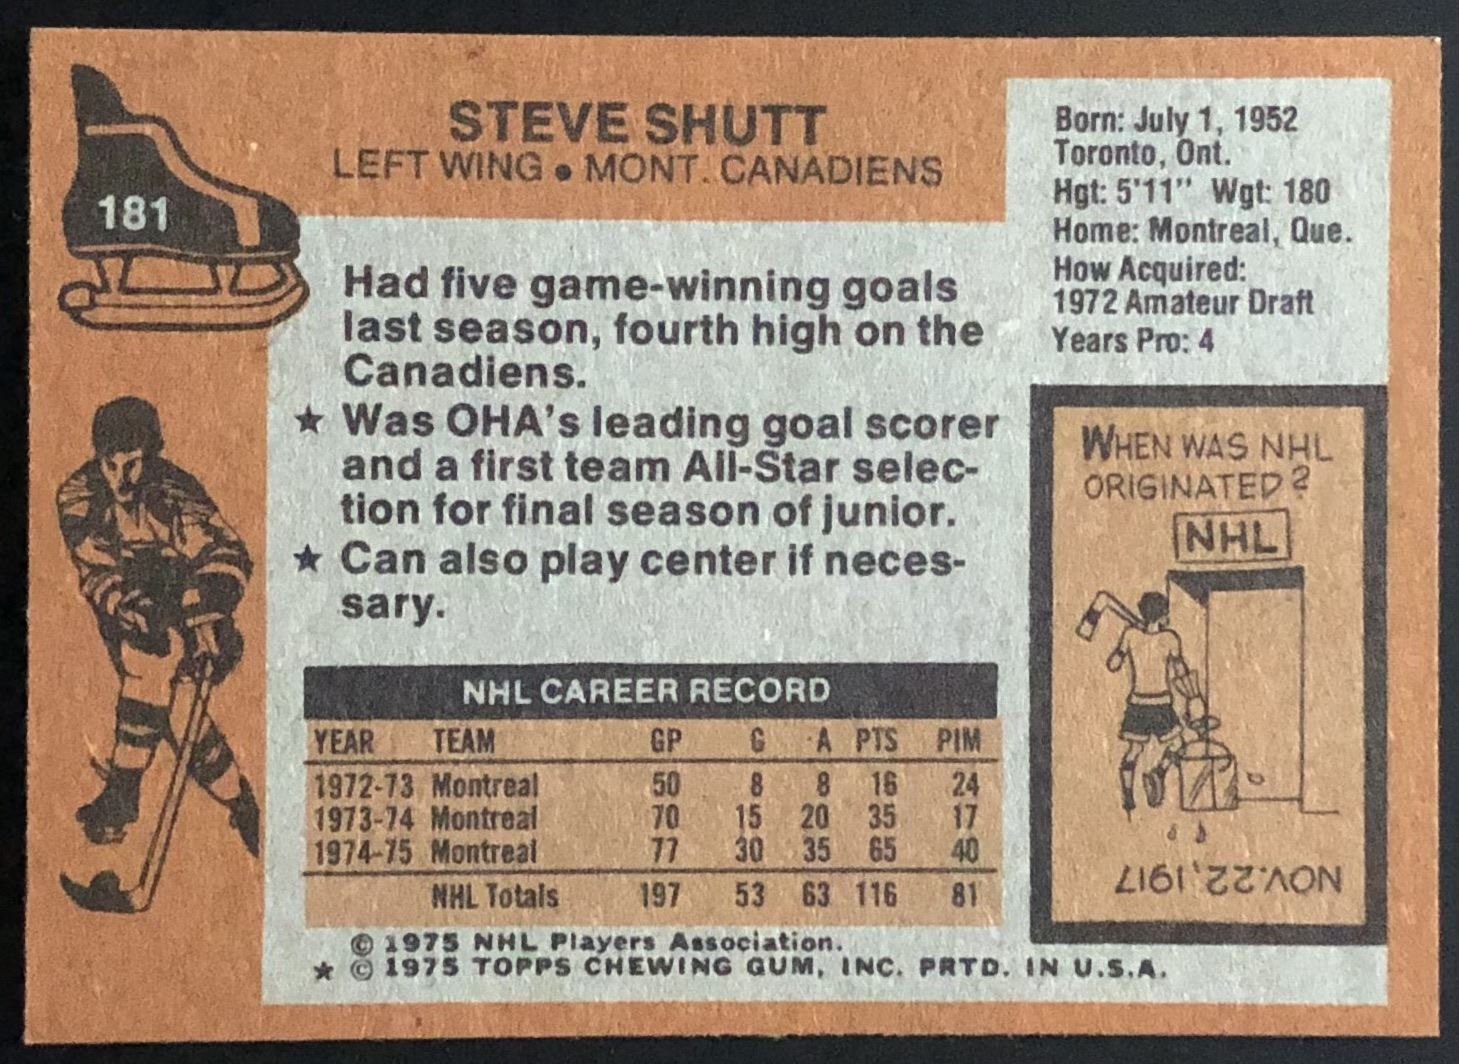 181
STEVE SHUTT
LEFT WING • MONT. CANADIENS
Born: July 1, 1952
Toronto, Ont.
Hgt: 5'11" Wgt: 180
Home: Montreal, Que.
How Acquired:
1972 Amateur Draft
Years Pro: 4
Had five game-winning goals
last season, fourth high on the
Canadiens.
★ Was OHA's leading goal scorer
and a first team All-Star selec-
tion for final season of junior.
★ Can also play center if neces-
sary.
WHEN WAS NHL
ORIGINATED?
NHL
NOV. 22, 1917
NHL CAREER RECORD
YEAR TEAM GP G A PTS PIM
1972-73 Montreal 50 8 8 16 24
1973-74 Montreal 70 15 20 35 17
1974-75 Montreal 77 30 35 65 40
NHL Totals 197 53 63 116 81
© 1975 NHL Players Association.
★ © 1975 TOPPS CHEWING GUM, INC. PRTD. IN U.S.A.